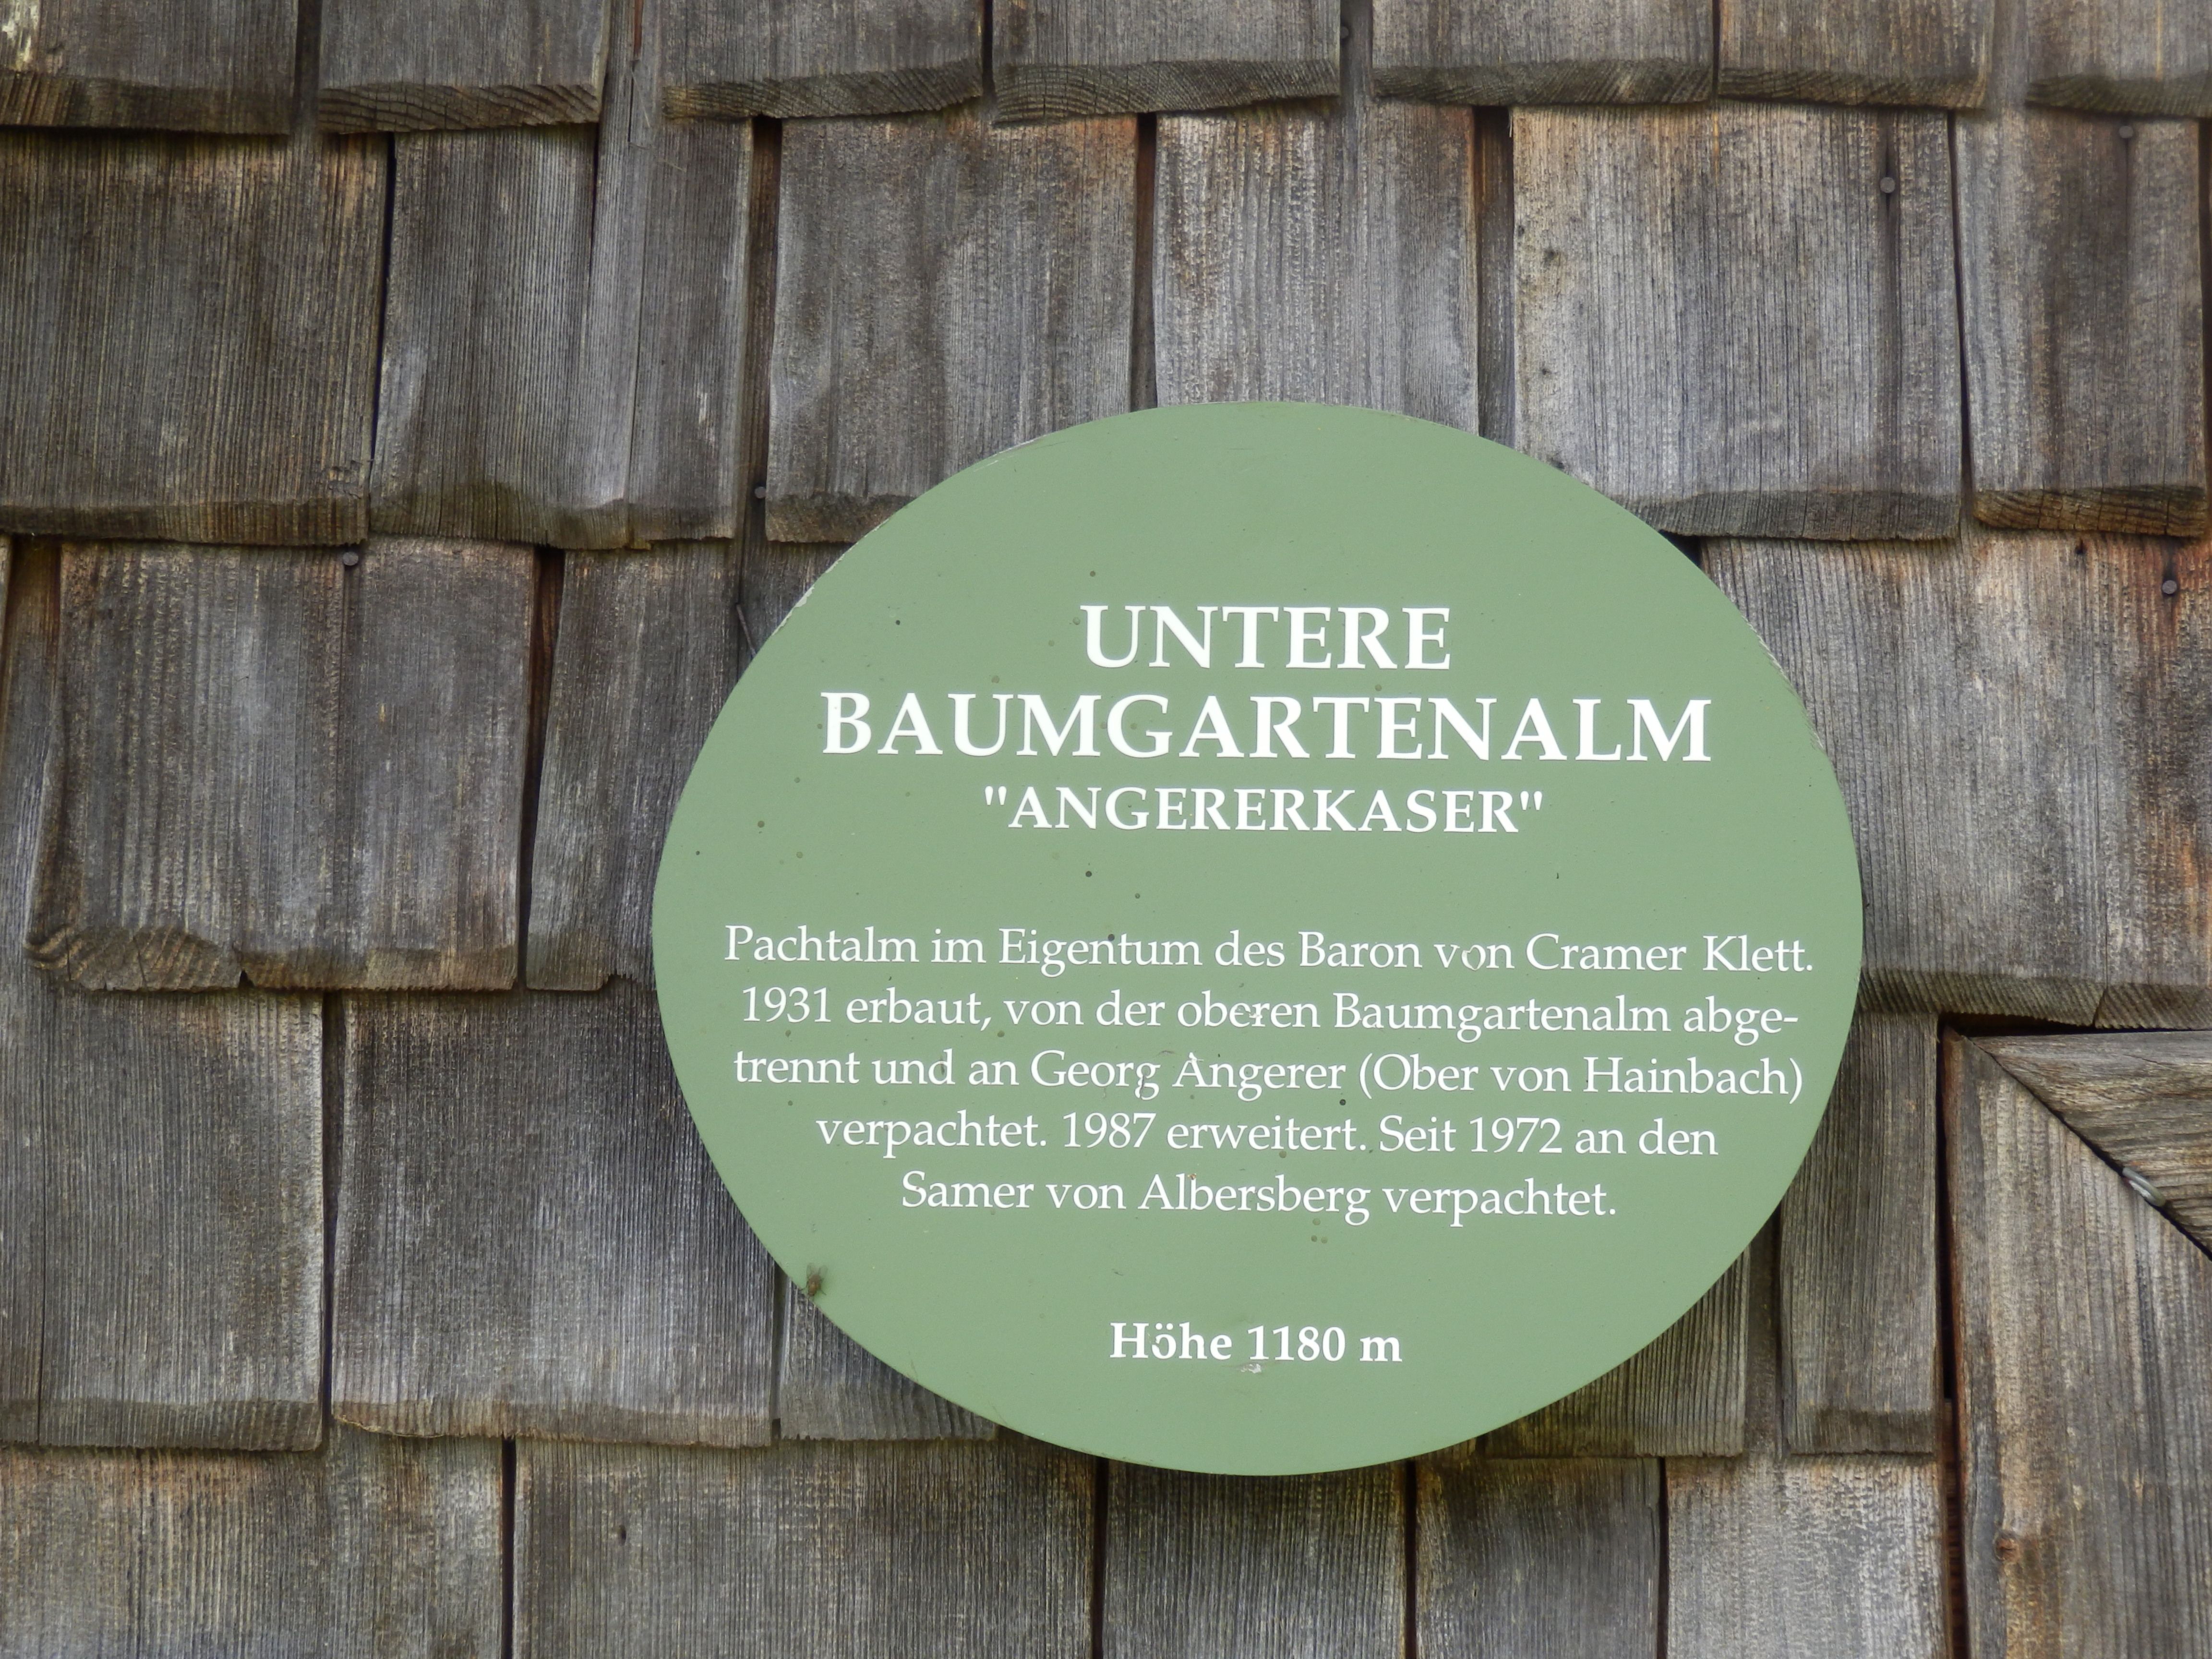 UNTERE
BAUMGARTENALM
"ANGERERKASER"
Pachtalm im Eigentum des Baron von Cramer Klett.
1931 erbaut, von der oberen Baumgartenalm abge-
trennt und an Georg Angerer (Ober von Hainbach)
verpachtet. 1987 erweitert. Seit 1972 an den
Samer von Albersberg verpachtet.
Höhe 1180 m